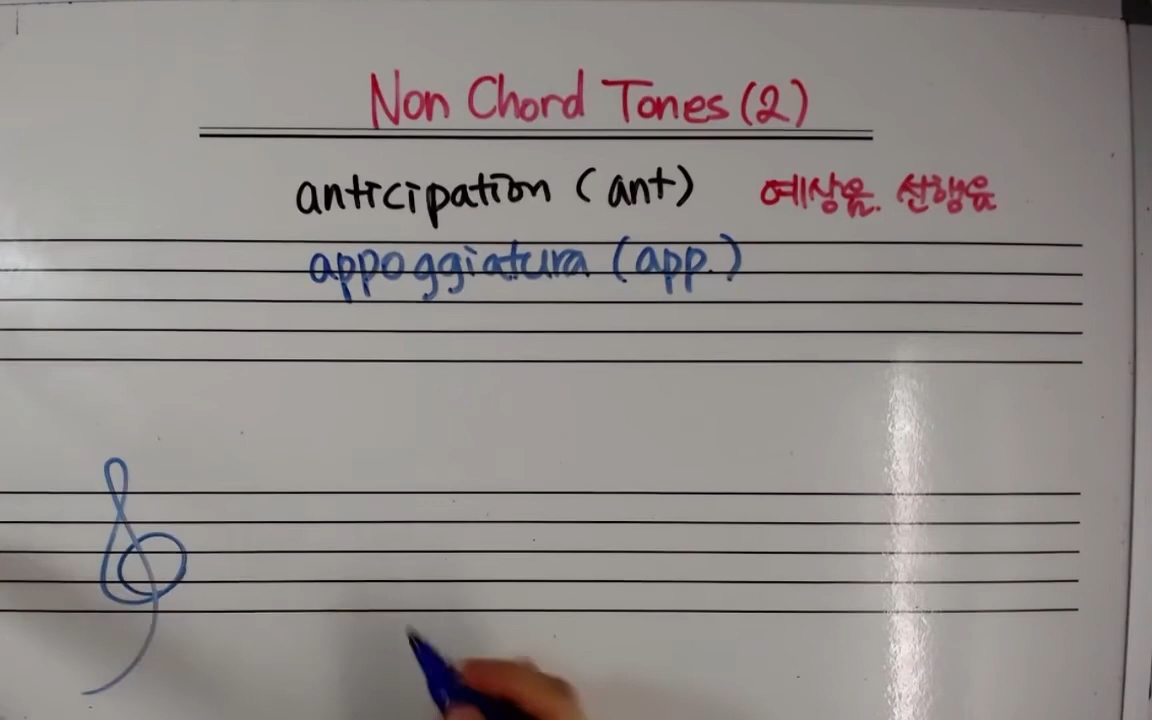 Non Chord Tones (2)
anticipation (ant) 예상음. 선행음
appoggiatura (app.)